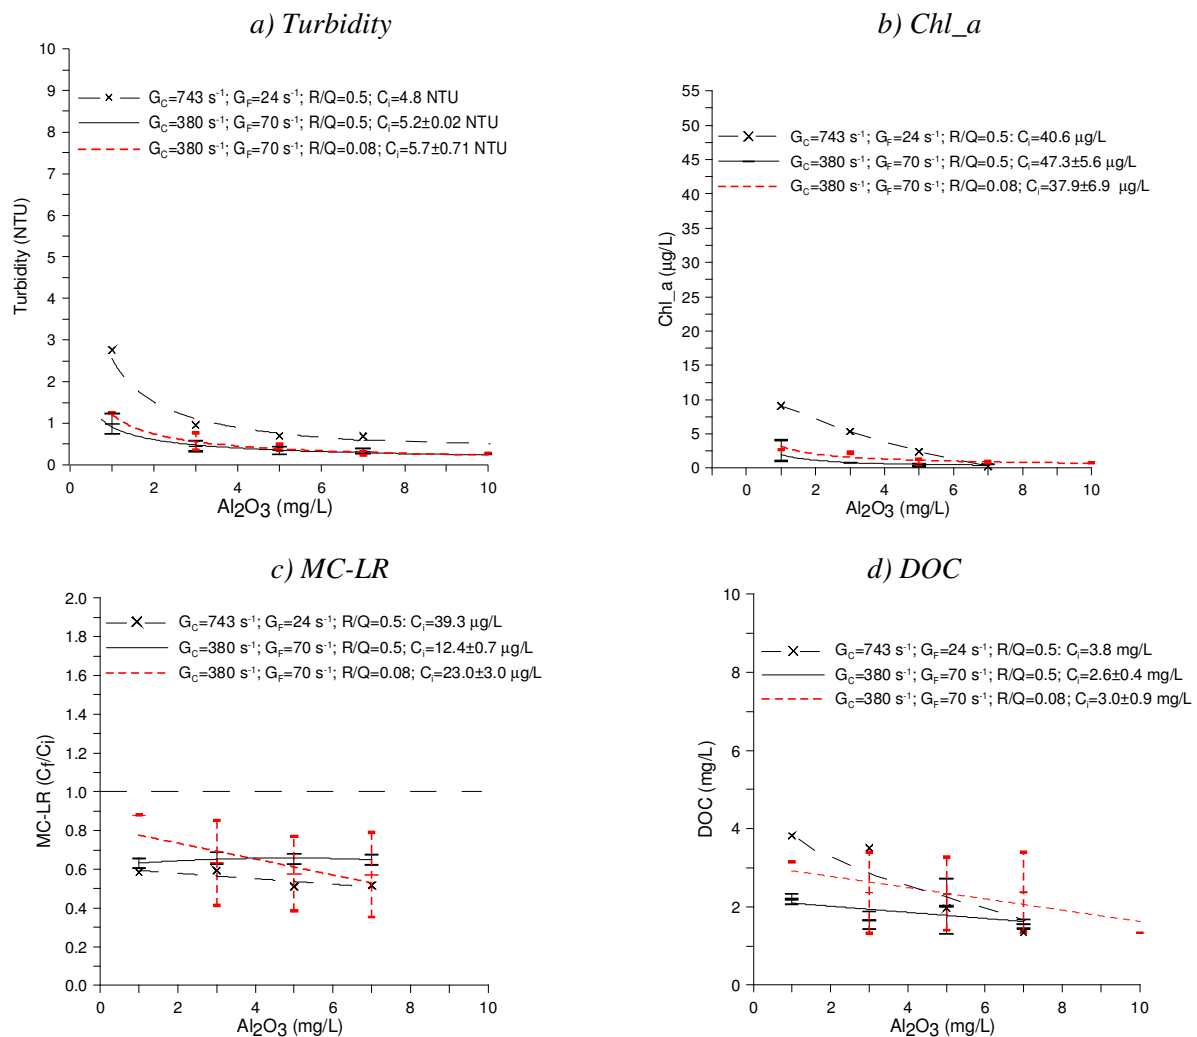 a) Turbidity
10
9
8
7
6
5
4
3
2
1
0
Turbidity (NTU)
G_C=743 s⁻¹; G_F=24 s⁻¹; R/Q=0.5; C_i=4.8 NTU
G_C=380 s⁻¹; G_F=70 s⁻¹; R/Q=0.5; C_i=5.2±0.02 NTU
G_C=380 s⁻¹; G_F=70 s⁻¹; R/Q=0.08; C_i=5.7±0.71 NTU
0 2 4 6 8 10
Al₂O₃ (mg/L)
b) Chl_a
55
50
45
40
35
30
25
20
15
10
5
0
Chl_a (µg/L)
G_C=743 s⁻¹; G_F=24 s⁻¹; R/Q=0.5: C_i=40.6 µg/L
G_C=380 s⁻¹; G_F=70 s⁻¹; R/Q=0.5; C_i=47.3±5.6 µg/L
G_C=380 s⁻¹; G_F=70 s⁻¹; R/Q=0.08; C_i=37.9±6.9 µg/L
0 2 4 6 8 10
Al₂O₃ (mg/L)
c) MC-LR
2.0
1.8
1.6
1.4
1.2
1.0
0.8
0.6
0.4
0.2
0.0
MC-LR (C_f/C_i)
G_C=743 s⁻¹; G_F=24 s⁻¹; R/Q=0.5: C_i=39.3 µg/L
G_C=380 s⁻¹; G_F=70 s⁻¹; R/Q=0.5; C_i=12.4±0.7 µg/L
G_C=380 s⁻¹; G_F=70 s⁻¹; R/Q=0.08; C_i=23.0±3.0 µg/L
0 2 4 6 8 10
Al₂O₃ (mg/L)
d) DOC
10
8
6
4
2
0
DOC (mg/L)
G_C=743 s⁻¹; G_F=24 s⁻¹; R/Q=0.5: C_i=3.8 mg/L
G_C=380 s⁻¹; G_F=70 s⁻¹; R/Q=0.5; C_i=2.6±0.4 mg/L
G_C=380 s⁻¹; G_F=70 s⁻¹; R/Q=0.08; C_i=3.0±0.9 mg/L
0 2 4 6 8 10
Al₂O₃ (mg/L)